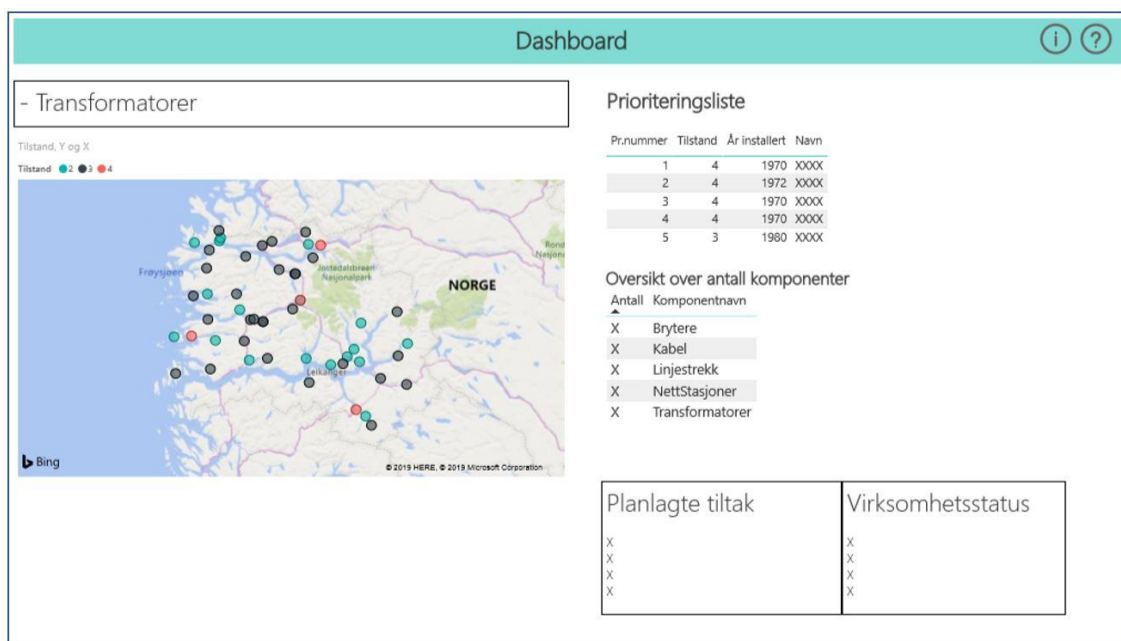 Dashboard
- Transformatorer
Tilstand, Y og X
Tilstand 2 3 4
Frøysjøen
Jostadalsbreen
Nasjonalpark
NORGE
Nasjon
Leikanger
Bing
© 2019 HERE, © 2019 Microsoft Corporation
Prioriteringsliste
Pr.nummer Tilstand År installert Navn
1 4 1970 XXXX
2 4 1972 XXXX
3 4 1970 XXXX
4 4 1970 XXXX
5 3 1980 XXXX
Oversikt over antall komponenter
Antall Komponentnavn
X Brytere
X Kabel
X Linjestrekk
X NettStasjoner
X Transformatorer
Planlagte tiltak
X
X
X
X
Virksomhetsstatus
X
X
X
X